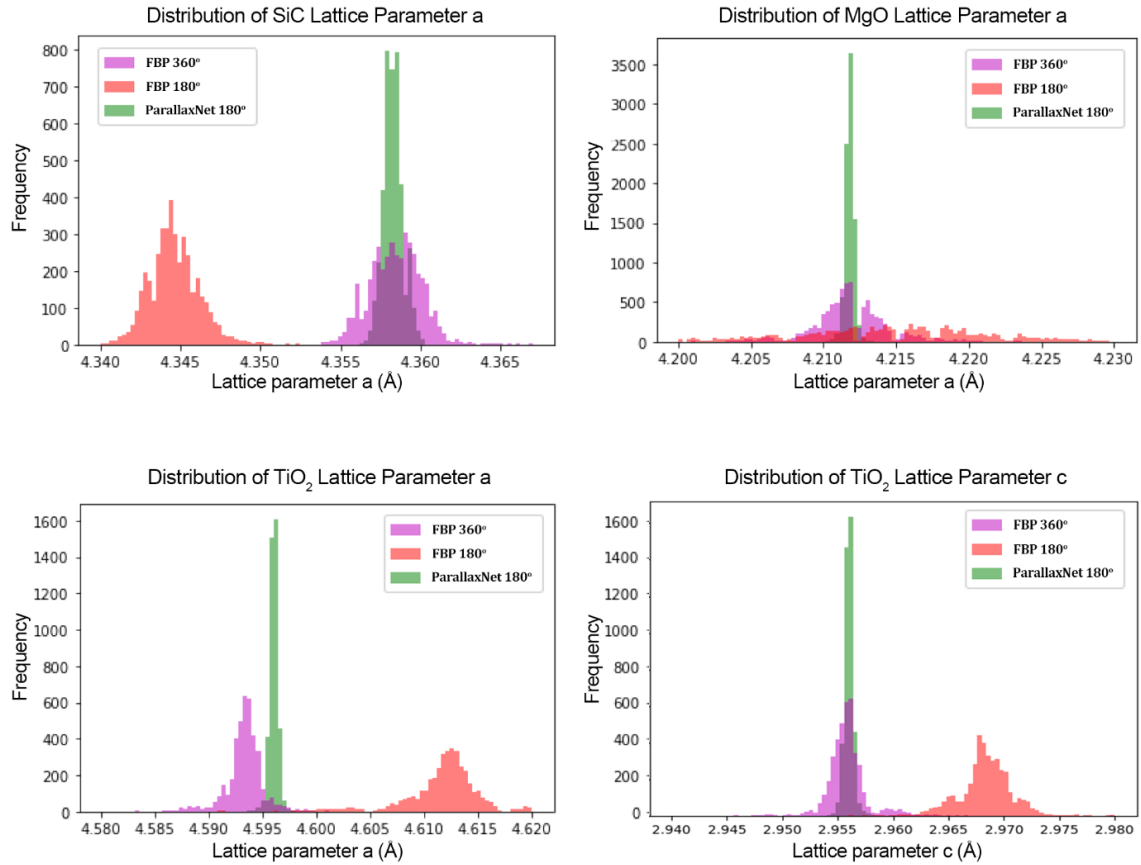 Distribution of SiC Lattice Parameter a
800
700
600
500
400
300
200
100
0
Frequency
FBP 360°
FBP 180°
ParallaxNet 180°
4.340 4.345 4.350 4.355 4.360 4.365
Lattice parameter a (Å)
Distribution of MgO Lattice Parameter a
3500
3000
2500
2000
1500
1000
500
0
Frequency
FBP 360°
FBP 180°
ParallaxNet 180°
4.200 4.205 4.210 4.215 4.220 4.225 4.230
Lattice parameter a (Å)
Distribution of TiO₂ Lattice Parameter a
1600
1400
1200
1000
800
600
400
200
0
Frequency
FBP 360°
FBP 180°
ParallaxNet 180°
4.580 4.585 4.590 4.595 4.600 4.605 4.610 4.615 4.620
Lattice parameter a (Å)
Distribution of TiO₂ Lattice Parameter c
1600
1400
1200
1000
800
600
400
200
0
Frequency
FBP 360°
FBP 180°
ParallaxNet 180°
2.940 2.945 2.950 2.955 2.960 2.965 2.970 2.975 2.980
Lattice parameter c (Å)